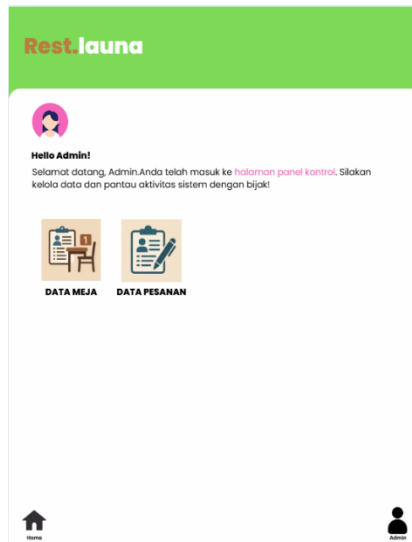 Rest.launa
Hello Admin!
Selamat datang, Admin.Anda telah masuk ke halaman panel kontrol. Silakan
kelola data dan pantau aktivitas sistem dengan bijak!
1
DATA MEJA DATA PESANAN
Home Admin